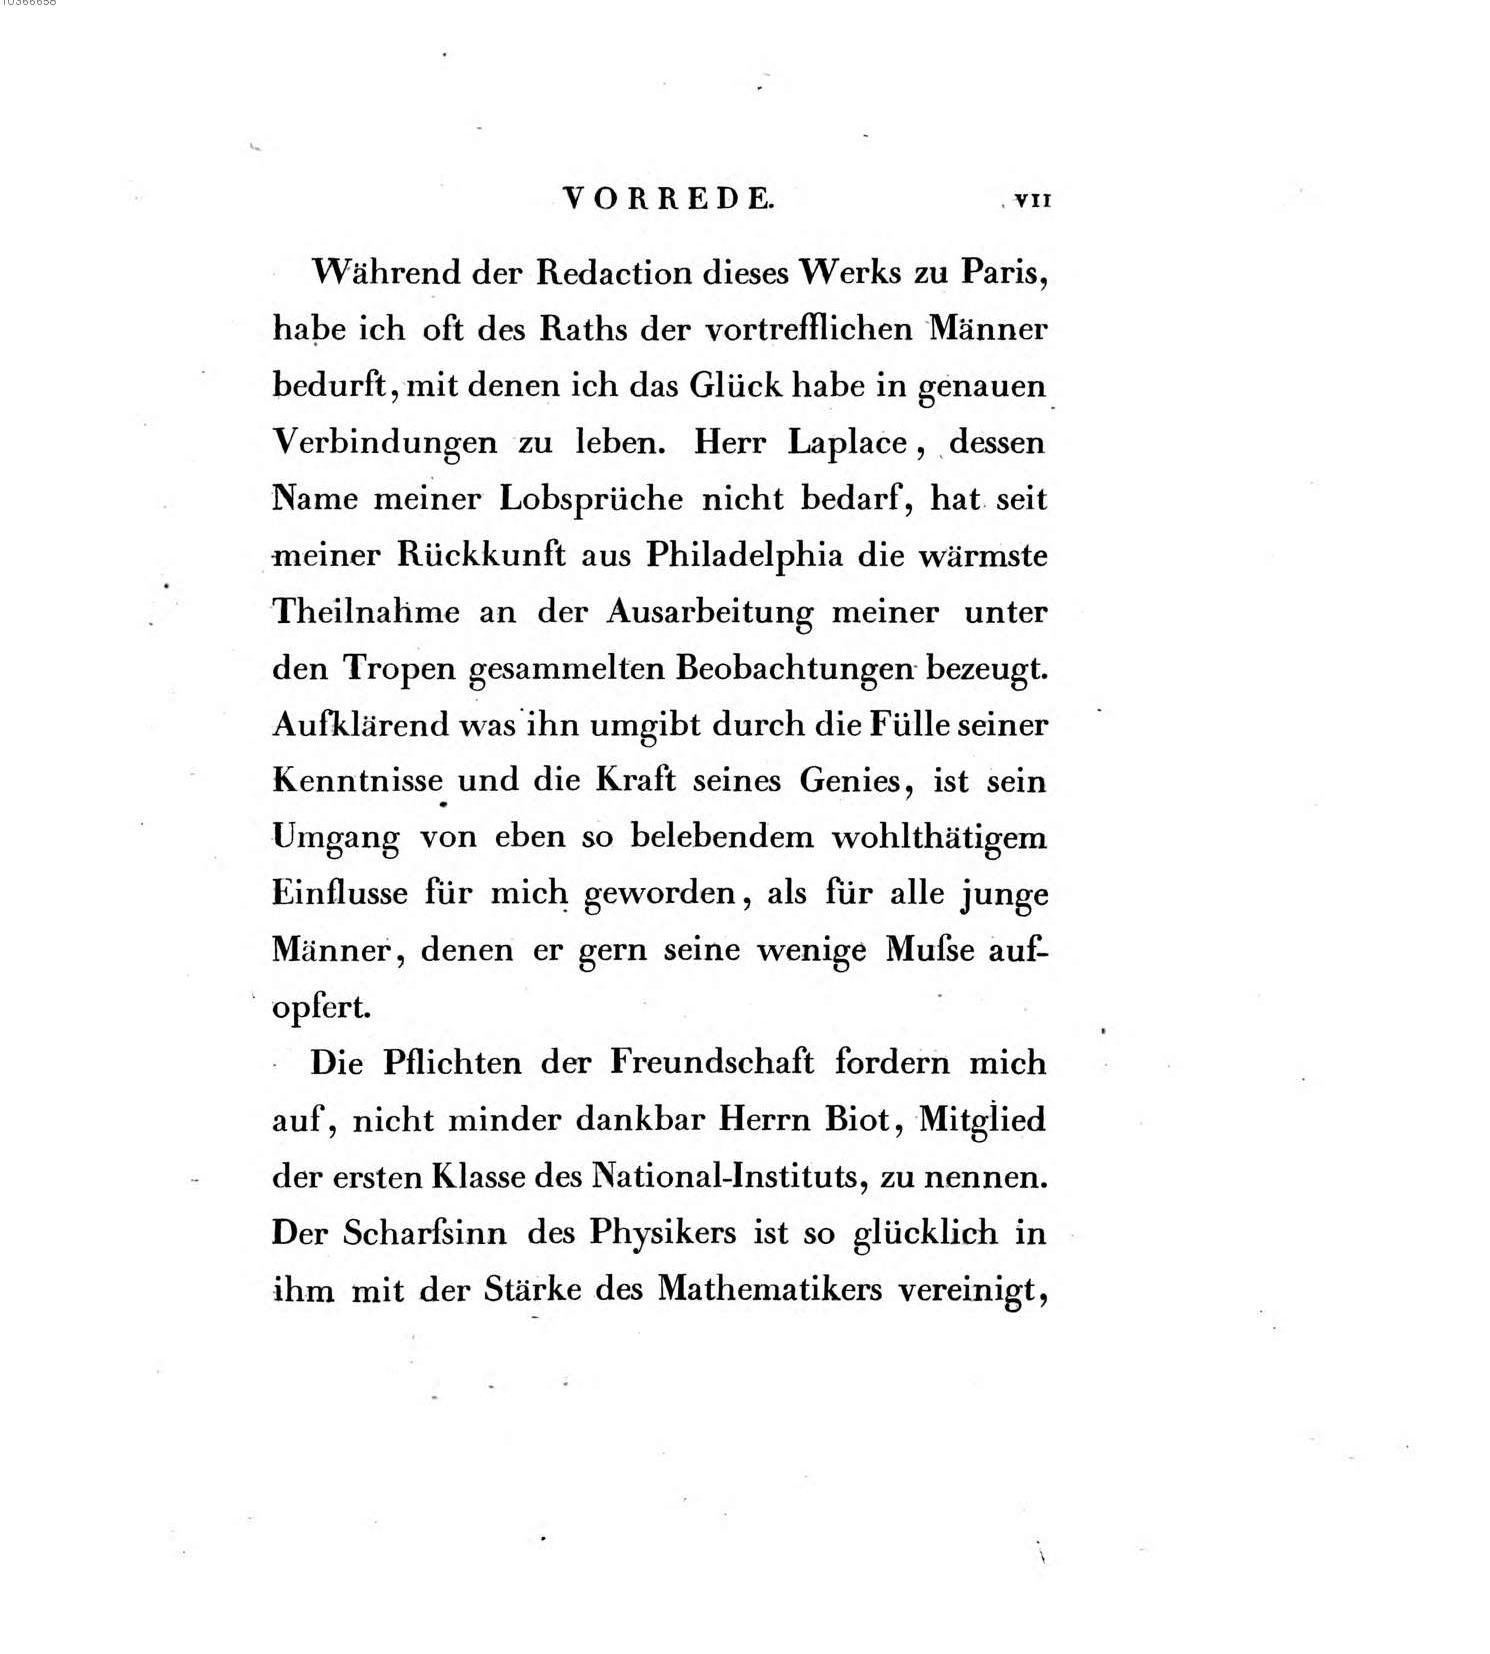 10366658
VORREDE. VII
Während der Redaction dieses Werks zu Paris,
habe ich oft des Raths der vortrefflichen Männer
bedurft, mit denen ich das Glück habe in genauen
Verbindungen zu leben. Herr Laplace, dessen
Name meiner Lobsprüche nicht bedarf, hat seit
meiner Rückkunft aus Philadelphia die wärmste
Theilnahme an der Ausarbeitung meiner unter
den Tropen gesammelten Beobachtungen bezeugt.
Aufklärend was ihn umgibt durch die Fülle seiner
Kenntnisse und die Kraft seines Genies, ist sein
Umgang von eben so belebendem wohlthätigem
Einflusse für mich geworden, als für alle junge
Männer, denen er gern seine wenige Muſse auf-
opfert.
Die Pflichten der Freundschaft fordern mich
auf, nicht minder dankbar Herrn Biot, Mitglied
der ersten Klasse des National-Instituts, zu nennen.
Der Scharfsinn des Physikers ist so glücklich in
ihm mit der Stärke des Mathematikers vereinigt,